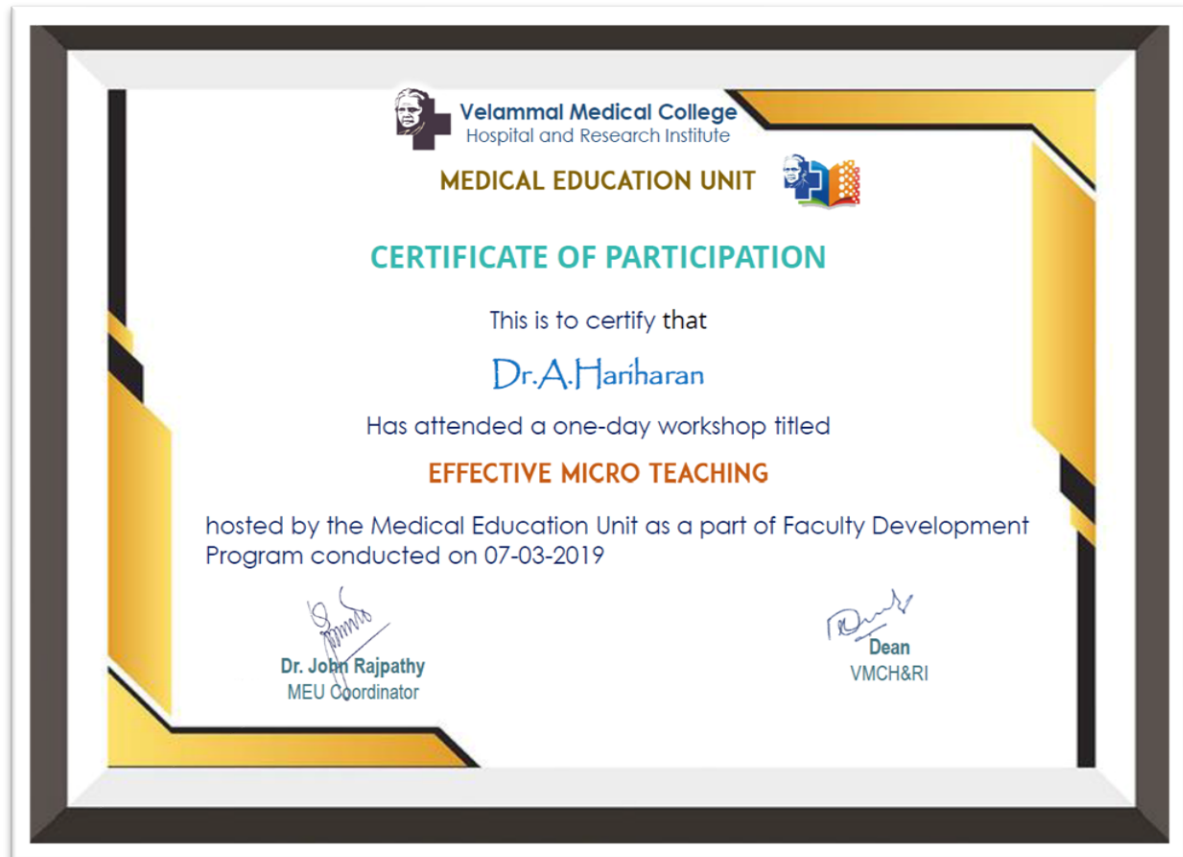 Velammal Medical College
Hospital and Research Institute
MEDICAL EDUCATION UNIT
CERTIFICATE OF PARTICIPATION
This is to certify that
Dr.A.Hariharan
Has attended a one-day workshop titled
EFFECTIVE MICRO TEACHING
hosted by the Medical Education Unit as a part of Faculty Development
Program conducted on 07-03-2019
Dr. John Rajpathy
MEU Coordinator
Dean
VMCH&RI